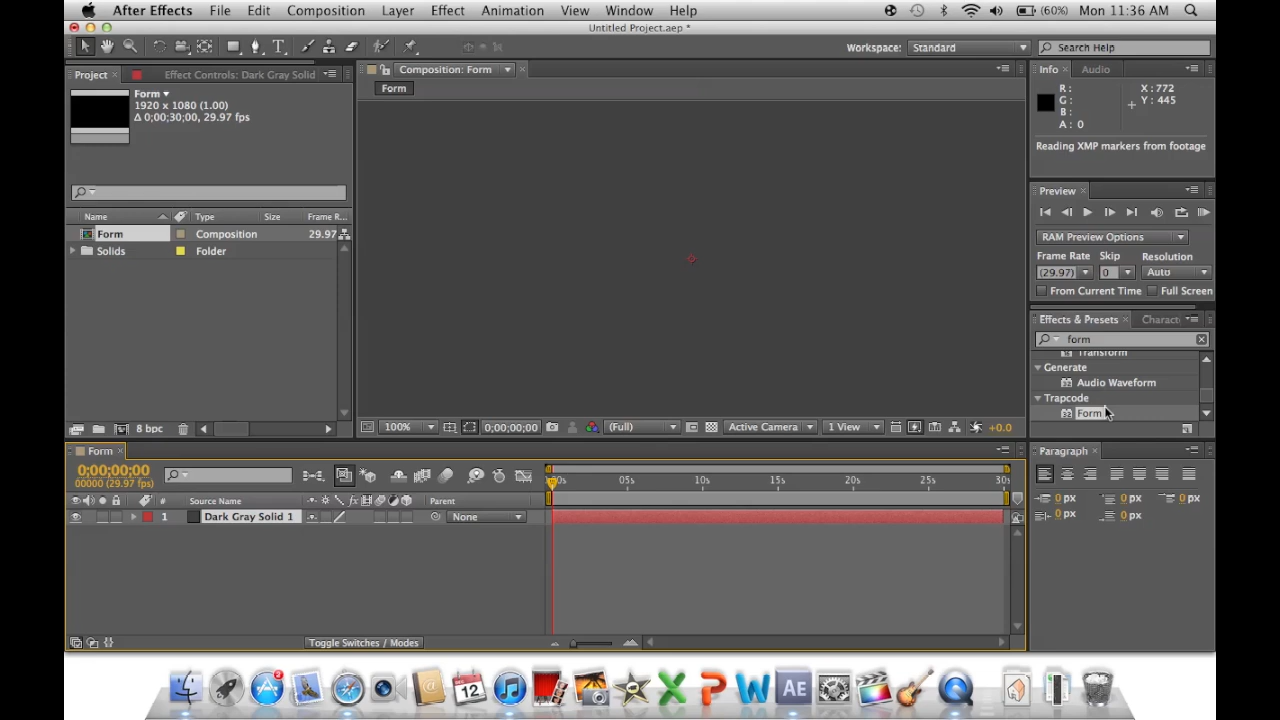 After Effects File Edit Composition Layer Effect Animation View Window Help (60%) Mon 11:36 AM
Untitled Project.aep *
Workspace: Standard Search Help
Project Effect Controls: Dark Gray Solid
Composition: Form
Info Audio
Form
1920 x 1080 (1.00)
Δ 0;00;30;00, 29.97 fps
Form
R :
G :
B :
A : 0
X : 772
Y : 445
Reading XMP markers from footage
Preview
Name Type Size Frame R...
Form Composition 29.97
Solids Folder
RAM Preview Options
Frame Rate Skip Resolution
(29.97) 0 Auto
From Current Time Full Screen
Effects & Presets Charact
form
Transform
Generate
Audio Waveform
Trapcode
Form
8 bpc
100% 0;00;00;00 (Full) Active Camera 1 View +0.0
Form
0;00;00;00
00000 (29.97 fps)
00s 05s 10s 15s 20s 25s 30s
# Source Name Parent
1 Dark Gray Solid 1 None
Toggle Switches / Modes
Paragraph
0 px 0 px 0 px
0 px 0 px
2
12
AE